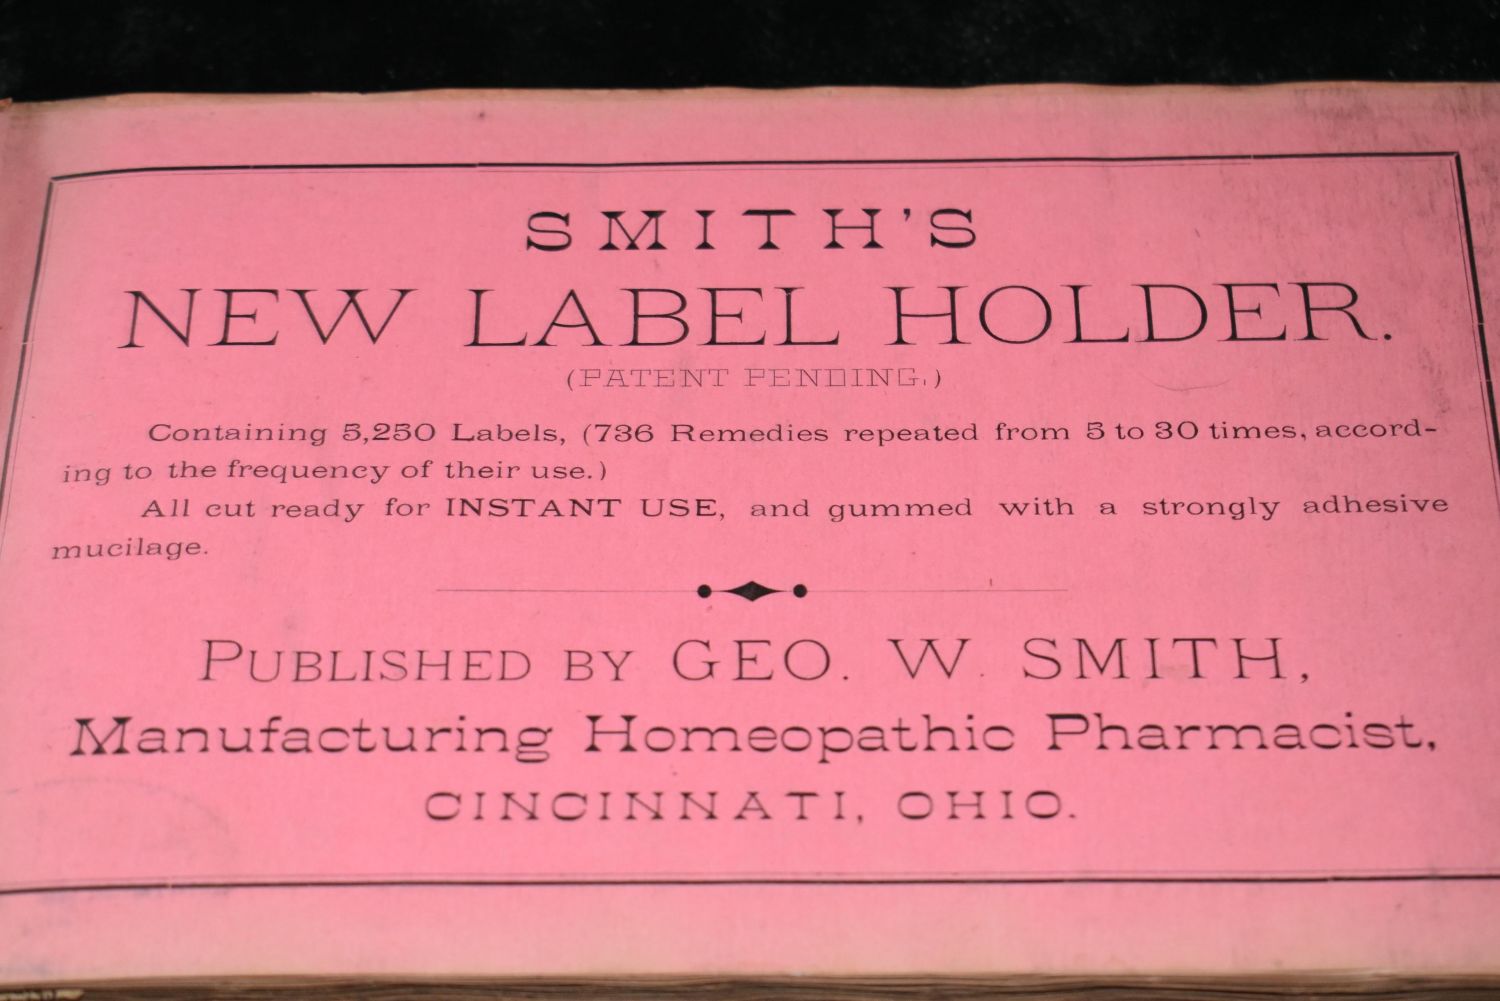 SMITH'S
NEW LABEL HOLDER.
(PATENT PENDING.)
Containing 5,250 Labels, (736 Remedies repeated from 5 to 30 times, accord-
ing to the frequency of their use.)
All cut ready for INSTANT USE, and gummed with a strongly adhesive
mucilage.
PUBLISHED BY GEO. W. SMITH,
Manufacturing Homeopathic Pharmacist,
CINCINNATI, OHIO.